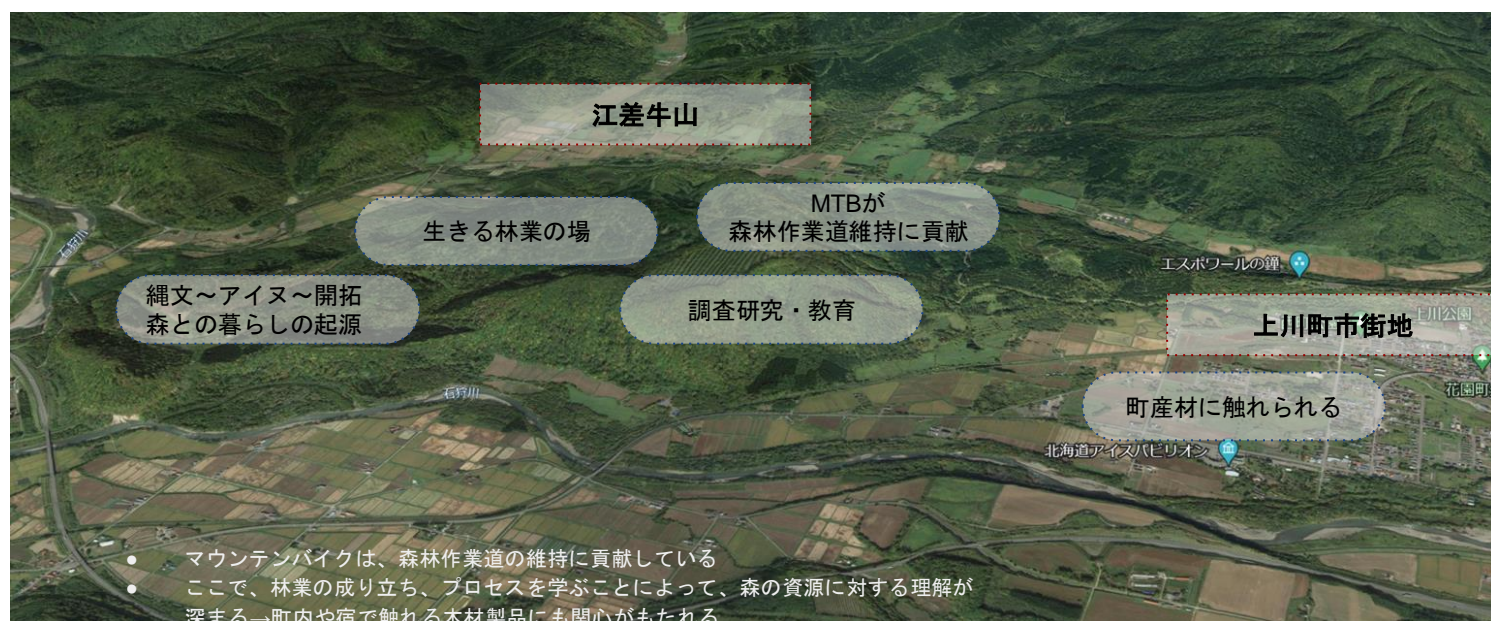 江差牛山
生きる林業の場
MTBが
森林作業道維持に貢献
エスポワールの鐘
縄文～アイヌ～開拓
森との暮らしの起源
調査研究・教育
石狩川
上川公園
上川町市街地
花園町
石狩川
町産材に触れられる
北海道アイスパビリオン
● マウンテンバイクは、森林作業道の維持に貢献している
● ここで、林業の成り立ち、プロセスを学ぶことによって、森の資源に対する理解が
深まる→町内や宿で触れる木材製品にも関心がもたれる